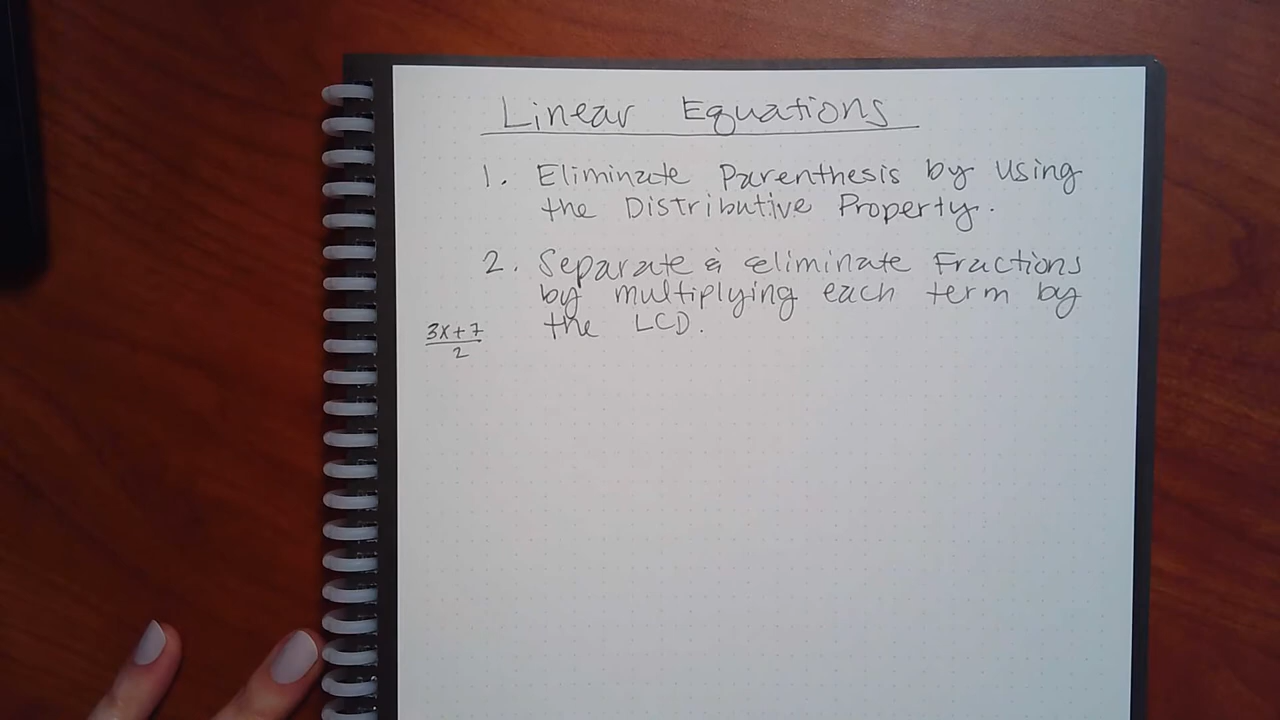 Linear Equations
1. Eliminate Parenthesis by using
the Distributive Property.
2. Separate & eliminate Fractions
by multiplying each term by
the LCD.
3x+7
2